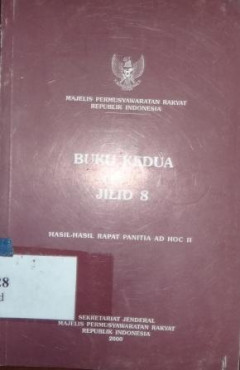 MAJELIS PERMUSYAWARATAN RAKYAT
REPUBLIK INDONESIA
BUKU KEDUA
JILID 8
HASIL-HASIL RAPAT PANITIA AD HOC II
28
d
SEKRETARIAT JENDERAL
MAJELIS PERMUSYAWARATAN RAKYAT
REPUBLIK INDONESIA
2000